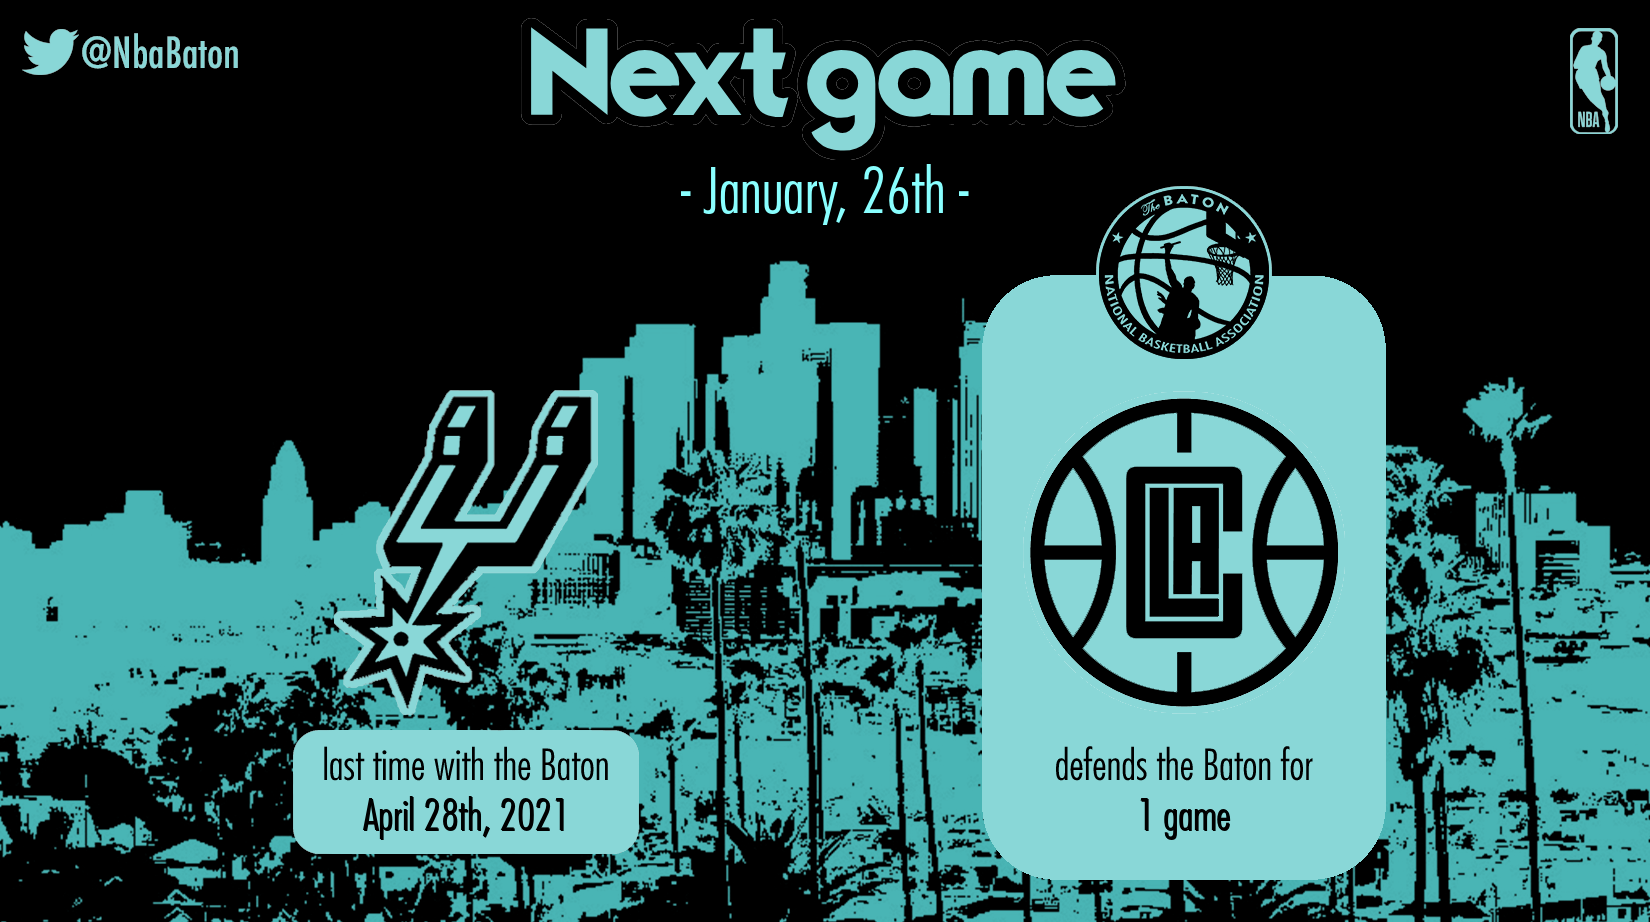 @NbaBaton
Next game
NBA
- January, 26th -
The BATON
NATIONAL BASKETBALL ASSOCIATION
LAC
last time with the Baton
April 28th, 2021
defends the Baton for
1 game